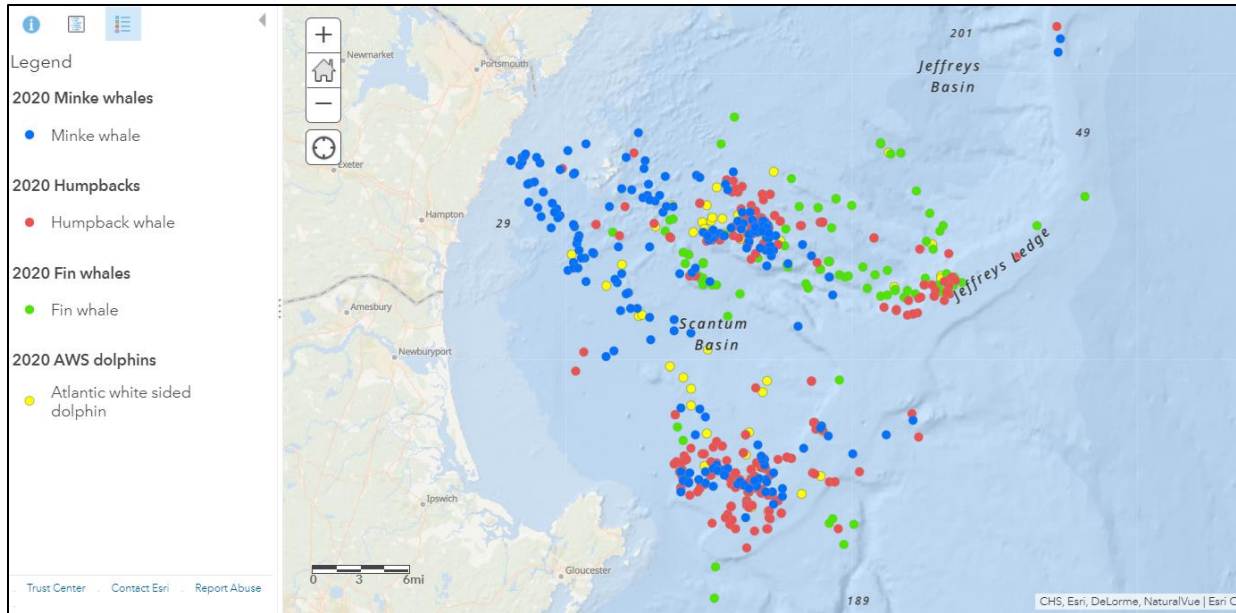 Legend
2020 Minke whales
Minke whale
2020 Humpbacks
Humpback whale
2020 Fin whales
Fin whale
2020 AWS dolphins
Atlantic white sided
dolphin
Trust Center . Contact Esri . Report Abuse
+
−
Newmarket
Portsmouth
Exeter
Hampton
Amesbury
Newburyport
Ipswich
Gloucester
201
Jeffreys
Basin
49
29
Jeffreys Ledge
Scantum
Basin
189
0 3 6mi
CHS, Esri, DeLorme, NaturalVue | Esri